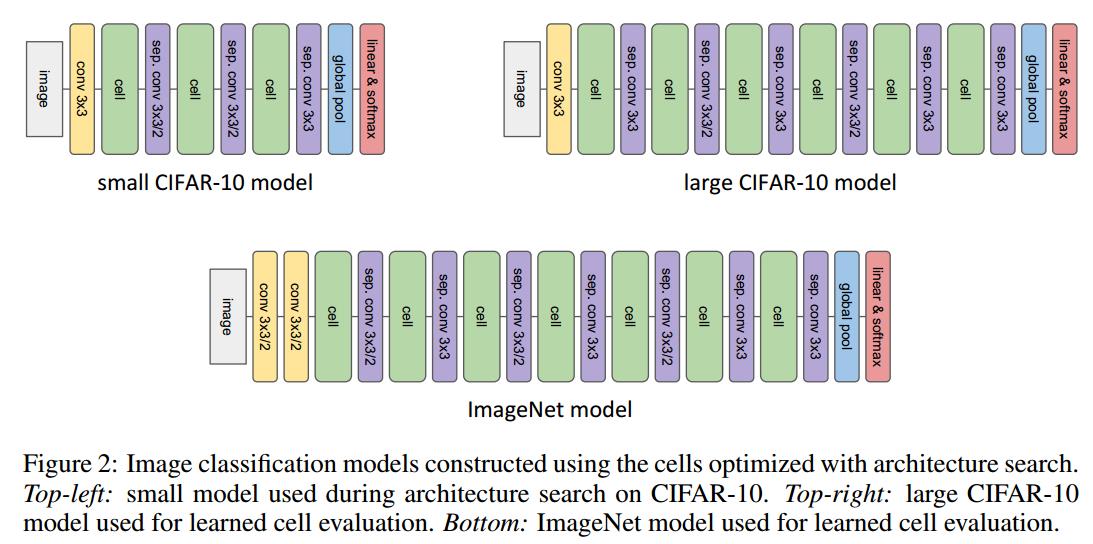 image
conv 3x3
cell
sep. conv 3x3/2
cell
sep. conv 3x3/2
cell
sep. conv 3x3
global pool
linear & softmax
small CIFAR-10 model
image
conv 3x3
cell
sep. conv 3x3
cell
sep. conv 3x3/2
cell
sep. conv 3x3
cell
sep. conv 3x3/2
cell
sep. conv 3x3
cell
sep. conv 3x3
global pool
linear & softmax
large CIFAR-10 model
image
conv 3x3/2
conv 3x3/2
cell
sep. conv 3x3/2
cell
sep. conv 3x3
cell
sep. conv 3x3/2
cell
sep. conv 3x3
cell
sep. conv 3x3/2
cell
sep. conv 3x3
cell
sep. conv 3x3
global pool
linear & softmax
ImageNet model
Figure 2: Image classification models constructed using the cells optimized with architecture search.
Top-left: small model used during architecture search on CIFAR-10. Top-right: large CIFAR-10
model used for learned cell evaluation. Bottom: ImageNet model used for learned cell evaluation.